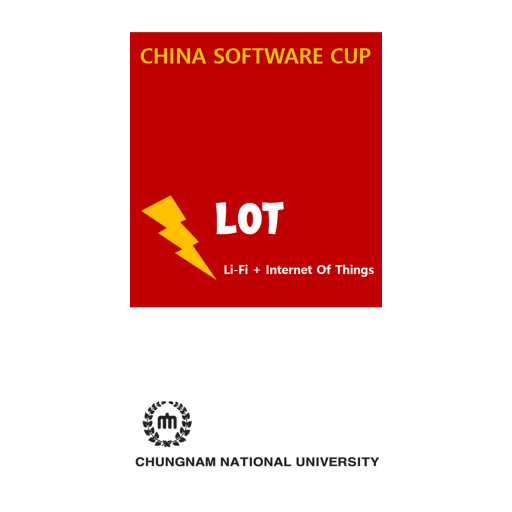 CHINA SOFTWARE CUP
LOT
Li-Fi + Internet Of Things
CHUNGNAM NATIONAL UNIVERSITY